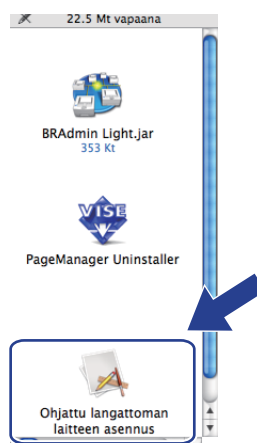 22.5 Mt vapaana
BRAdmin Light.jar
353 Kt
VISE
PageManager Uninstaller
Ohjattu langattoman
laitteen asennus